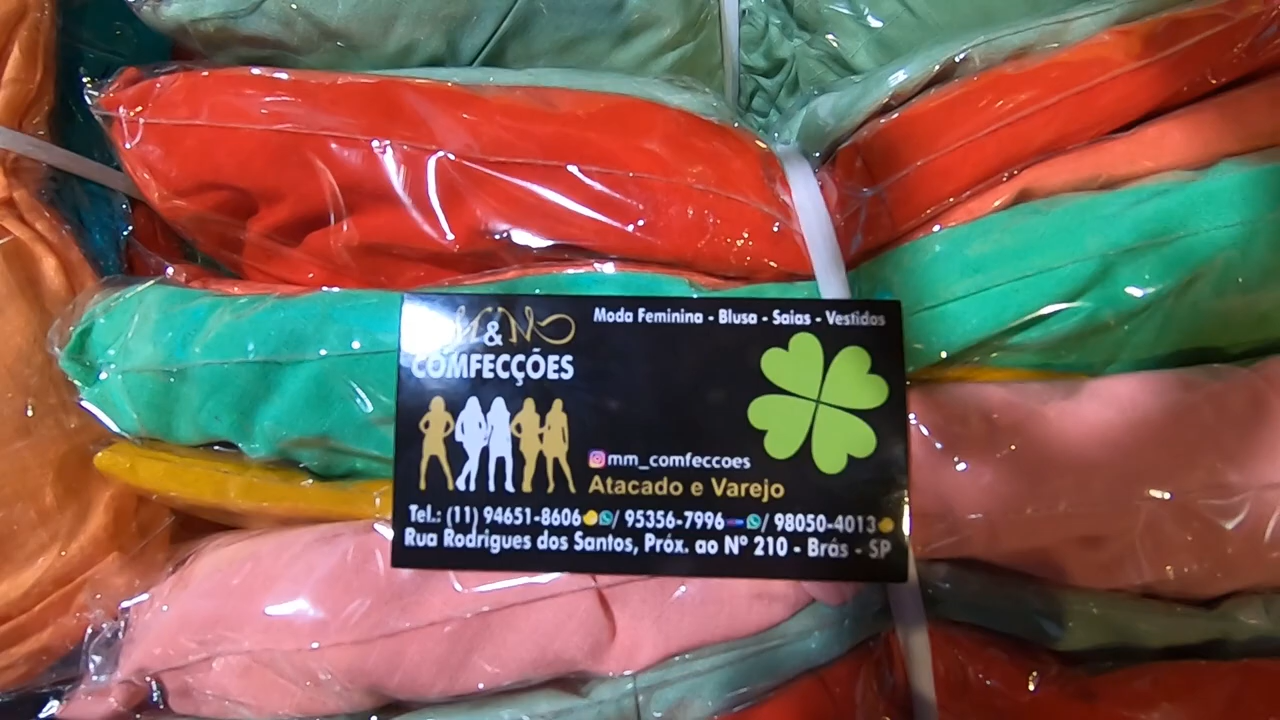 M & M
COMFECÇÕES
Moda Feminina - Blusa - Saias - Vestidos
mm_comfeccoes
Atacado e Varejo
Tel.: (11) 94651-8606 / 95356-7996 / 98050-4013
Rua Rodrigues dos Santos, Próx. ao Nº 210 - Brás - SP